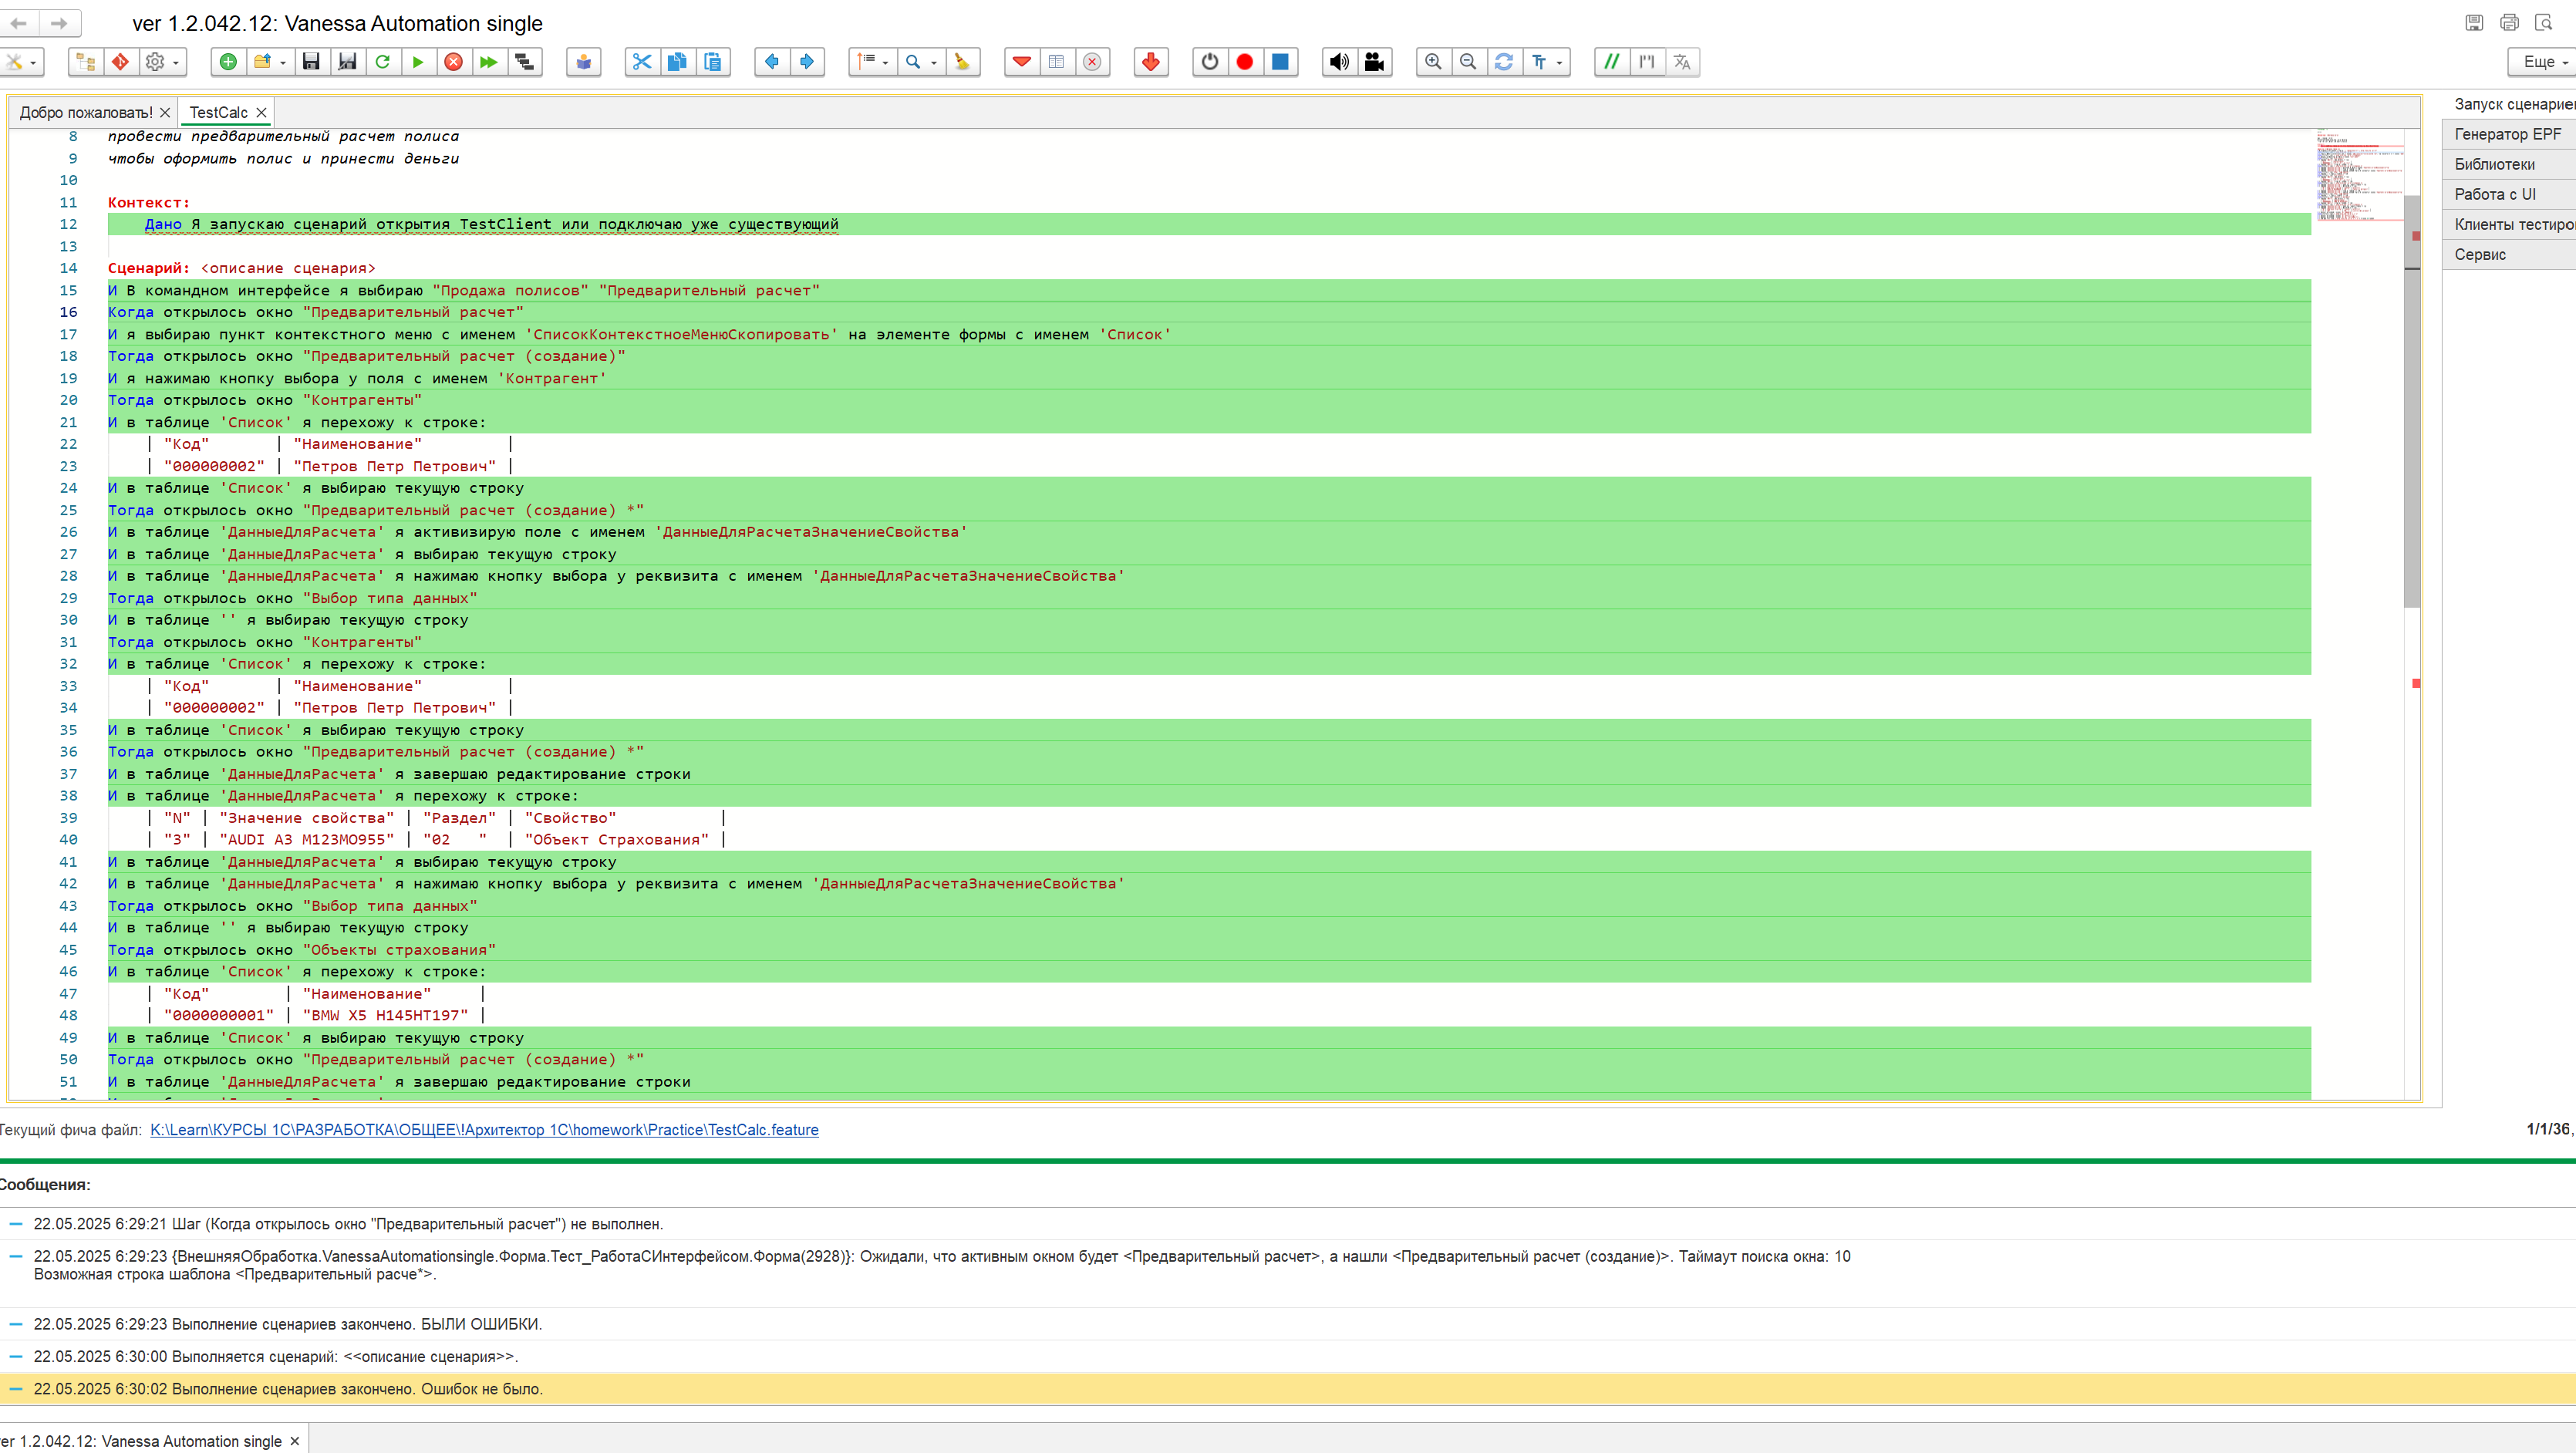 ver 1.2.042.12: Vanessa Automation single
Еще
Добро пожаловать!
TestCalc
8 провести предварительный расчет полиса
9 чтобы оформить полис и принести деньги
10
11 Контекст:
12 Дано Я запускаю сценарий открытия TestClient или подключаю уже существующий
13
14 Сценарий: <описание сценария>
15 И В командном интерфейсе я выбираю "Продажа полисов" "Предварительный расчет"
16 Когда открылось окно "Предварительный расчет"
17 И я выбираю пункт контекстного меню с именем 'СписокКонтекстноеМенюСкопировать' на элементе формы с именем 'Список'
18 Тогда открылось окно "Предварительный расчет (создание)"
19 И я нажимаю кнопку выбора у поля с именем 'Контрагент'
20 Тогда открылось окно "Контрагенты"
21 И в таблице 'Список' я перехожу к строке:
22 | "Код" | "Наименование" |
23 | "000000002" | "Петров Петр Петрович" |
24 И в таблице 'Список' я выбираю текущую строку
25 Тогда открылось окно "Предварительный расчет (создание) *"
26 И в таблице 'ДанныеДляРасчета' я активизирую поле с именем 'ДанныеДляРасчетаЗначениеСвойства'
27 И в таблице 'ДанныеДляРасчета' я выбираю текущую строку
28 И в таблице 'ДанныеДляРасчета' я нажимаю кнопку выбора у реквизита с именем 'ДанныеДляРасчетаЗначениеСвойства'
29 Тогда открылось окно "Выбор типа данных"
30 И в таблице '' я выбираю текущую строку
31 Тогда открылось окно "Контрагенты"
32 И в таблице 'Список' я перехожу к строке:
33 | "Код" | "Наименование" |
34 | "000000002" | "Петров Петр Петрович" |
35 И в таблице 'Список' я выбираю текущую строку
36 Тогда открылось окно "Предварительный расчет (создание) *"
37 И в таблице 'ДанныеДляРасчета' я завершаю редактирование строки
38 И в таблице 'ДанныеДляРасчета' я перехожу к строке:
39 | "N" | "Значение свойства" | "Раздел" | "Свойство" |
40 | "3" | "AUDI A3 М123МО955" | "02   " | "Объект Страхования" |
41 И в таблице 'ДанныеДляРасчета' я выбираю текущую строку
42 И в таблице 'ДанныеДляРасчета' я нажимаю кнопку выбора у реквизита с именем 'ДанныеДляРасчетаЗначениеСвойства'
43 Тогда открылось окно "Выбор типа данных"
44 И в таблице '' я выбираю текущую строку
45 Тогда открылось окно "Объекты страхования"
46 И в таблице 'Список' я перехожу к строке:
47 | "Код" | "Наименование" |
48 | "0000000001" | "BMW X5 Н145НТ197" |
49 И в таблице 'Список' я выбираю текущую строку
50 Тогда открылось окно "Предварительный расчет (создание) *"
51 И в таблице 'ДанныеДляРасчета' я завершаю редактирование строки
Запуск сценарие
Генератор EPF
Библиотеки
Работа с UI
Клиенты тестиро
Сервис
Текущий фича файл: K:\Learn\КУРСЫ 1С\РАЗРАБОТКА\ОБЩЕЕ\!Архитектор 1С\homework\Practice\TestCalc.feature
1/1/36,
Сообщения:
22.05.2025 6:29:21 Шаг (Когда открылось окно "Предварительный расчет") не выполнен.
22.05.2025 6:29:23 {ВнешняяОбработка.VanessaAutomationsingle.Форма.Тест_РаботаСИнтерфейсом.Форма(2928)}: Ожидали, что активным окном будет <Предварительный расчет>, а нашли <Предварительный расчет (создание)>. Таймаут поиска окна: 10
Возможная строка шаблона <Предварительный расче*>.
22.05.2025 6:29:23 Выполнение сценариев закончено. БЫЛИ ОШИБКИ.
22.05.2025 6:30:00 Выполняется сценарий: <<описание сценария>>.
22.05.2025 6:30:02 Выполнение сценариев закончено. Ошибок не было.
er 1.2.042.12: Vanessa Automation single